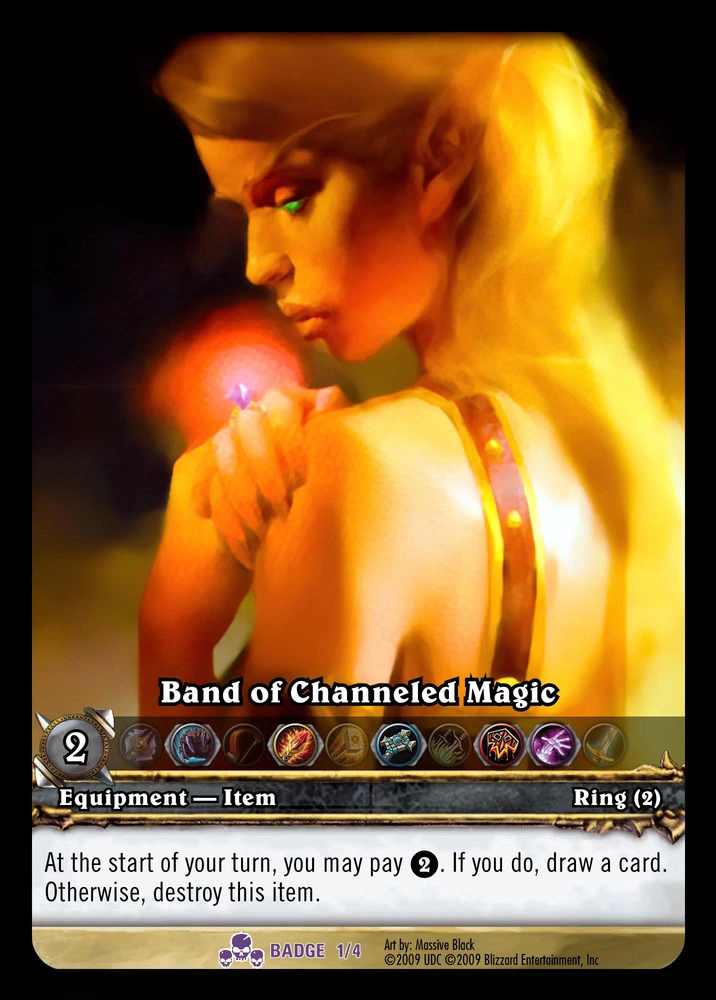 Band of Channeled Magic
2
Equipment — Item
Ring (2)
At the start of your turn, you may pay 2. If you do, draw a card.
Otherwise, destroy this item.
BADGE 1/4
Art by: Massive Black
©2009 UDC ©2009 Blizzard Entertainment, Inc